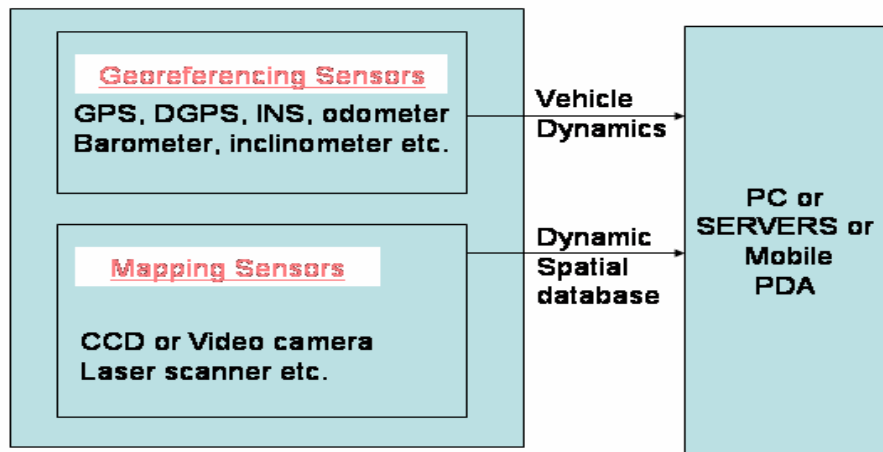 Georeferencing Sensors
GPS, DGPS, INS, odometer
Barometer, inclinometer etc.
Vehicle
Dynamics
Mapping Sensors
CCD or Video camera
Laser scanner etc.
Dynamic
Spatial
database
PC or
SERVERS or
Mobile
PDA